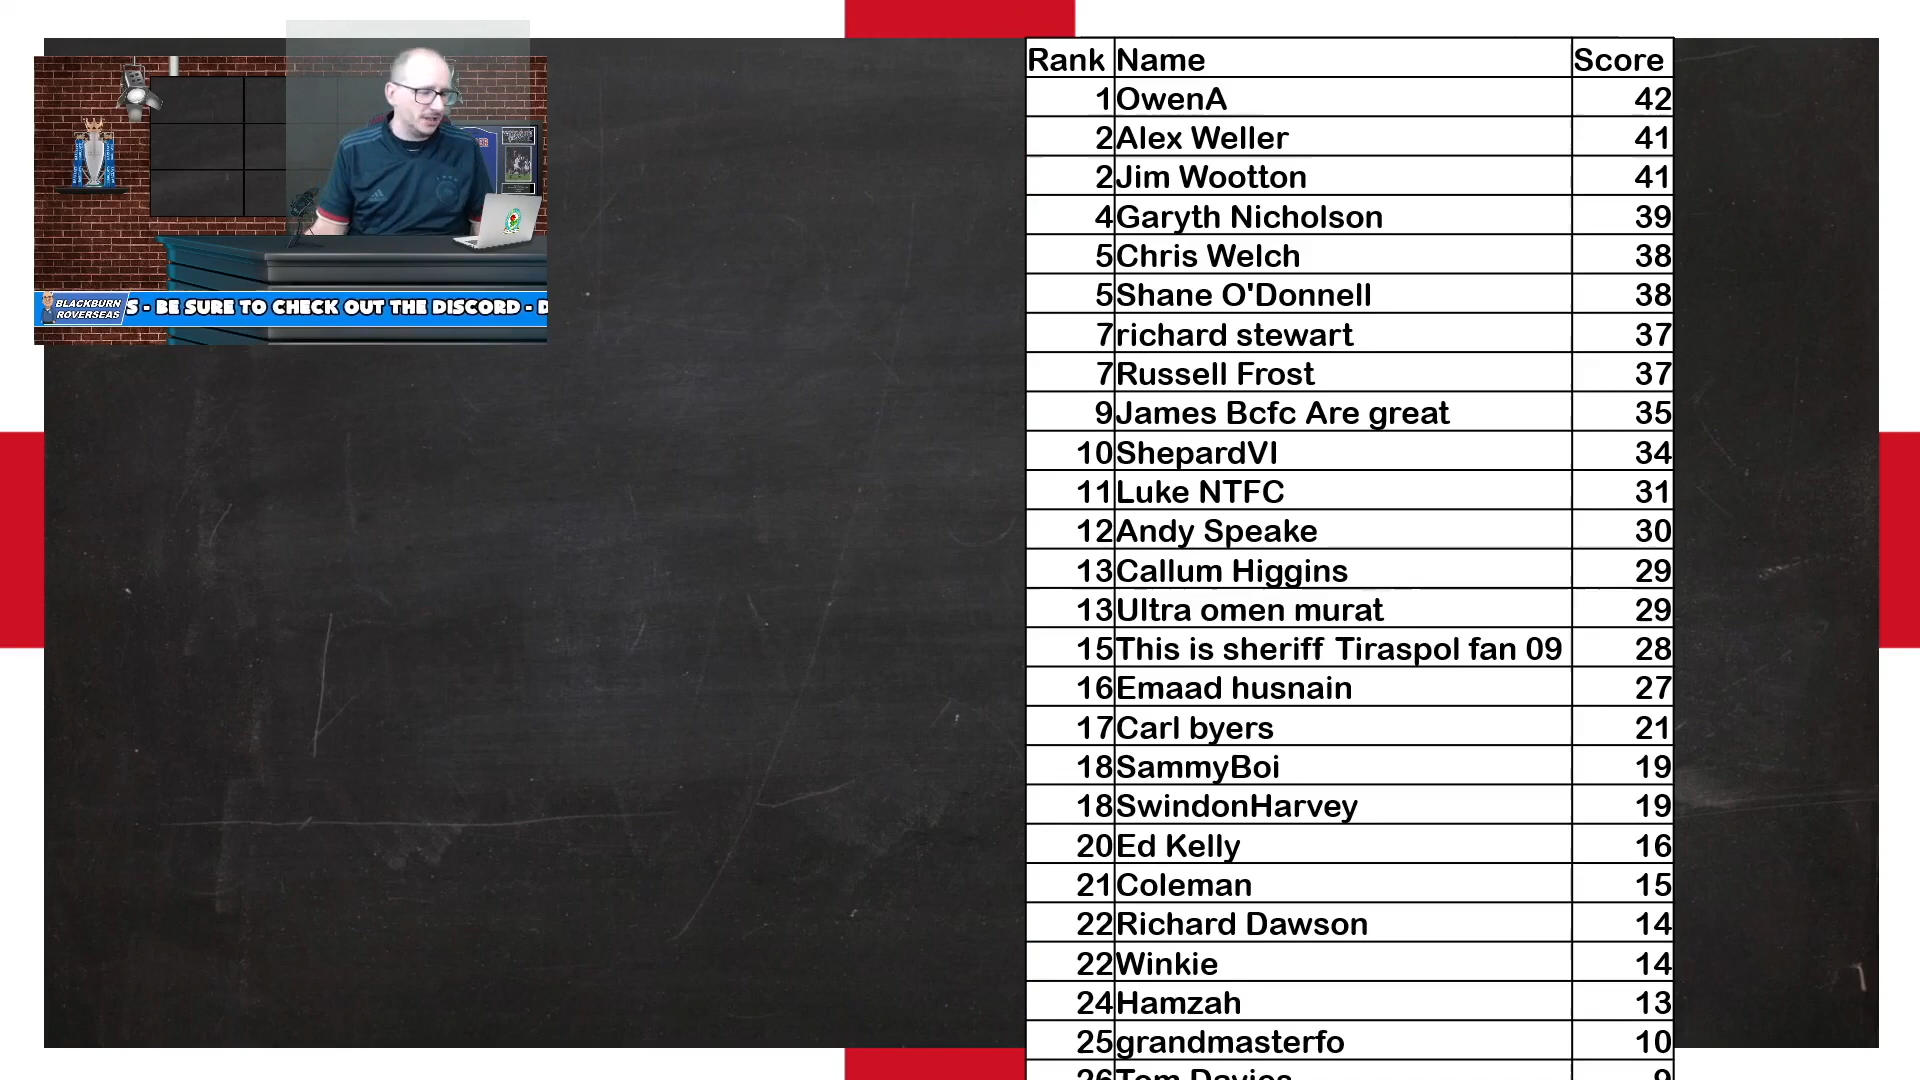 BLACKBURN
ROVERSEAS
S - BE SURE TO CHECK OUT THE DISCORD - D
Rank Name Score
1 OwenA 42
2 Alex Weller 41
2 Jim Wootton 41
4 Garyth Nicholson 39
5 Chris Welch 38
5 Shane O'Donnell 38
7 richard stewart 37
7 Russell Frost 37
9 James Bcfc Are great 35
10 ShepardVI 34
11 Luke NTFC 31
12 Andy Speake 30
13 Callum Higgins 29
13 Ultra omen murat 29
15 This is sheriff Tiraspol fan 09 28
16 Emaad husnain 27
17 Carl byers 21
18 SammyBoi 19
18 SwindonHarvey 19
20 Ed Kelly 16
21 Coleman 15
22 Richard Dawson 14
22 Winkie 14
24 Hamzah 13
25 grandmasterfo 10
26 Tom Davies 9